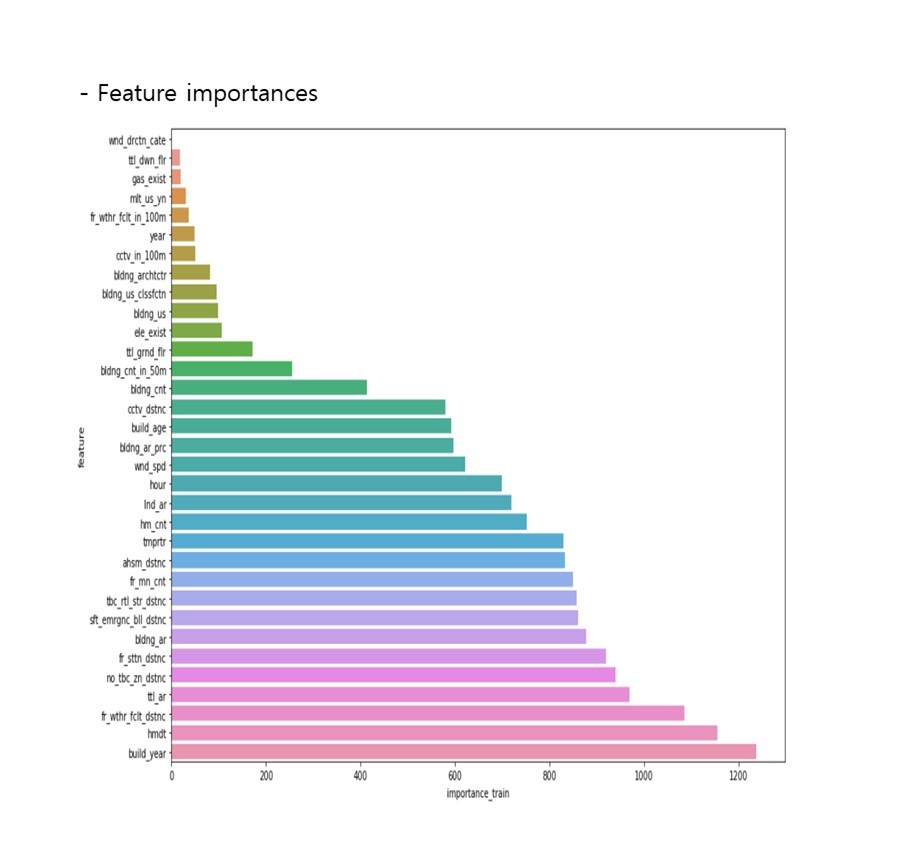 - Feature importances
wnd_drctn_cate
ttl_dwn_flr
gas_exist
mlt_us_yn
fr_wthr_fclt_in_100m
year
cctv_in_100m
bldng_archtctr
bldng_us_clssfctn
bldng_us
ele_exist
ttl_grnd_flr
bldng_cnt_in_50m
bldng_cnt
cctv_dstnc
build_age
bldng_ar_prc
wnd_spd
hour
lnd_ar
hm_cnt
tmprtr
ahsm_dstnc
fr_mn_cnt
tbc_rtl_str_dstnc
sft_emrgnc_bll_dstnc
bldng_ar
fr_sttn_dstnc
no_tbc_zn_dstnc
ttl_ar
fr_wthr_fclt_dstnc
hmdt
build_year
feature
0 200 400 600 800 1000 1200
importance_train